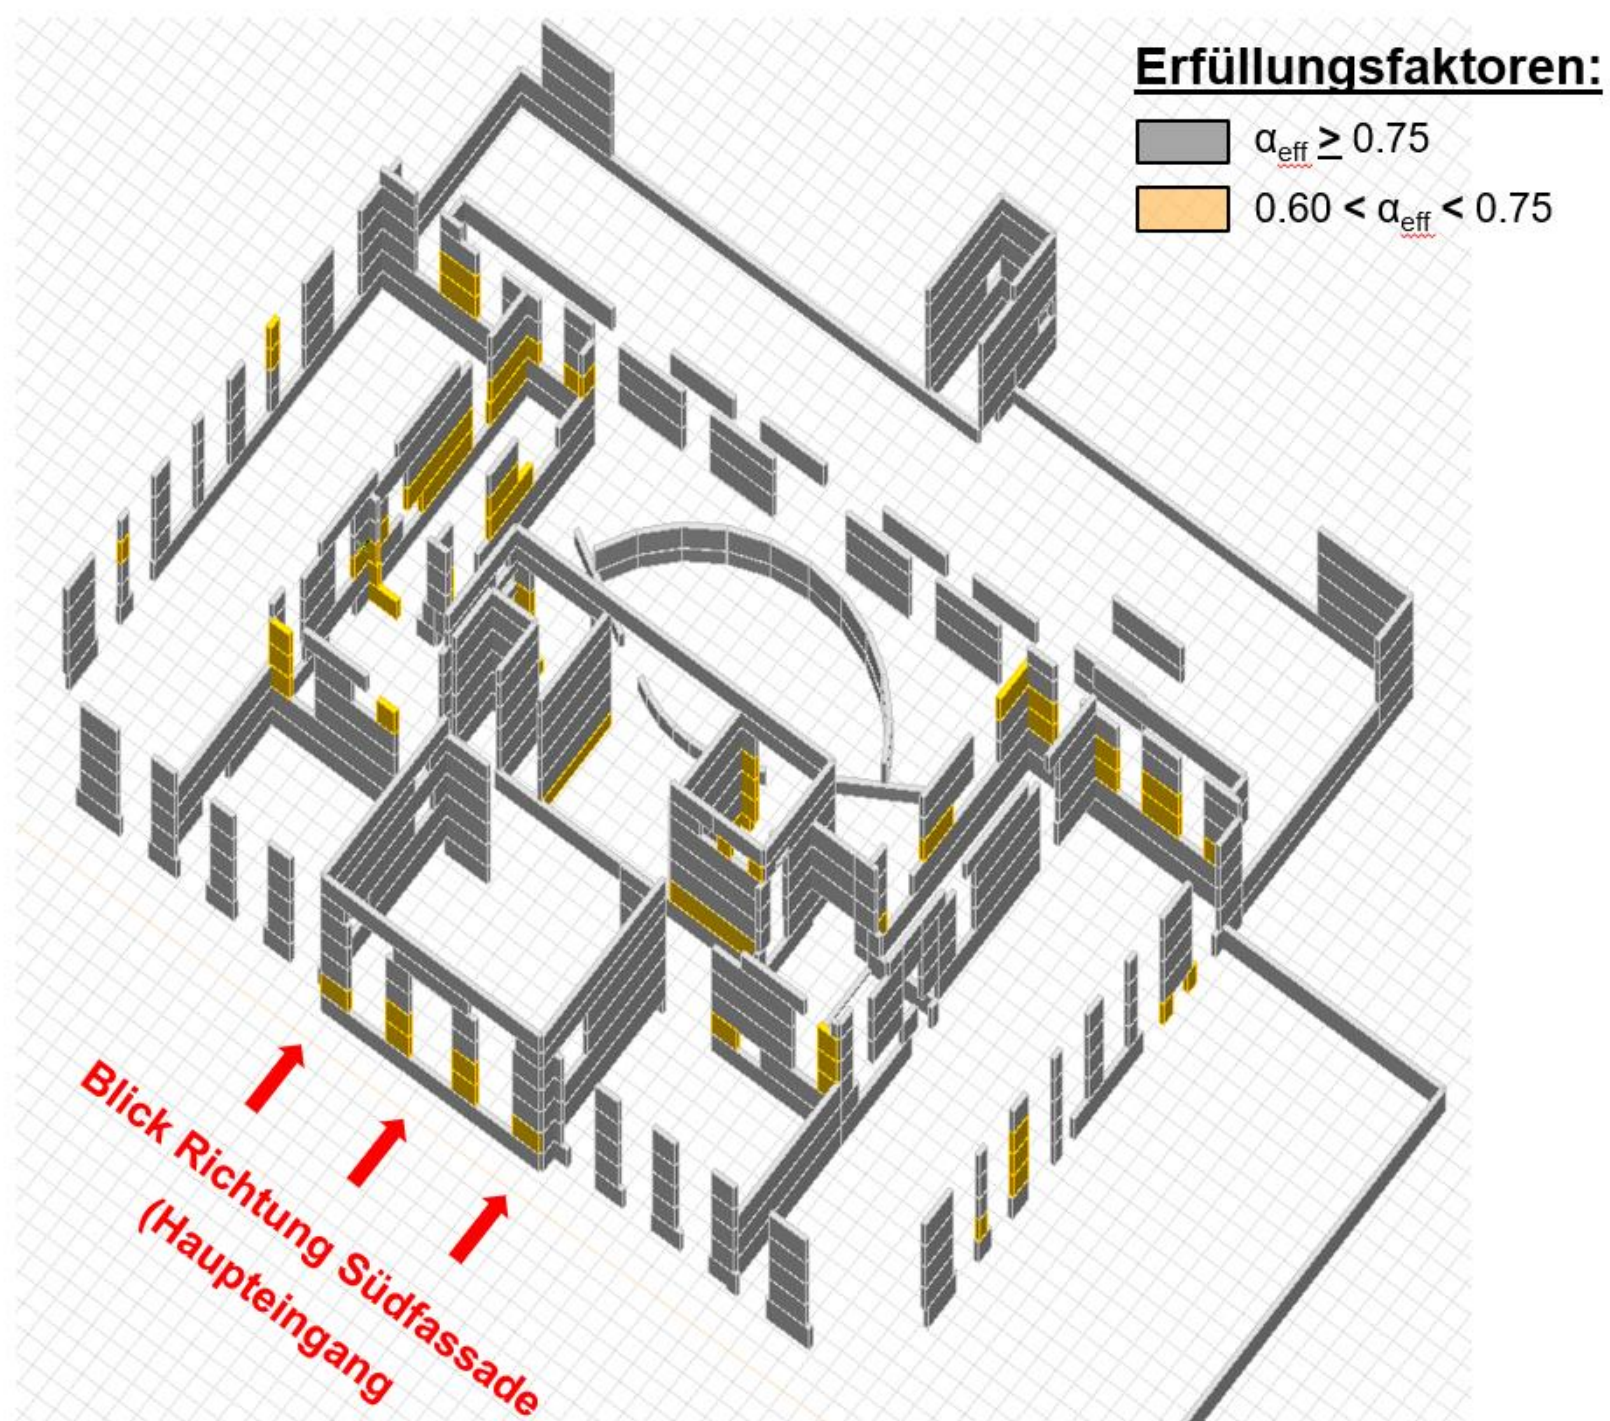 Erfüllungsfaktoren:
αeff ≥ 0.75
0.60 < αeff < 0.75
Blick Richtung Südfassade
(Haupteingang